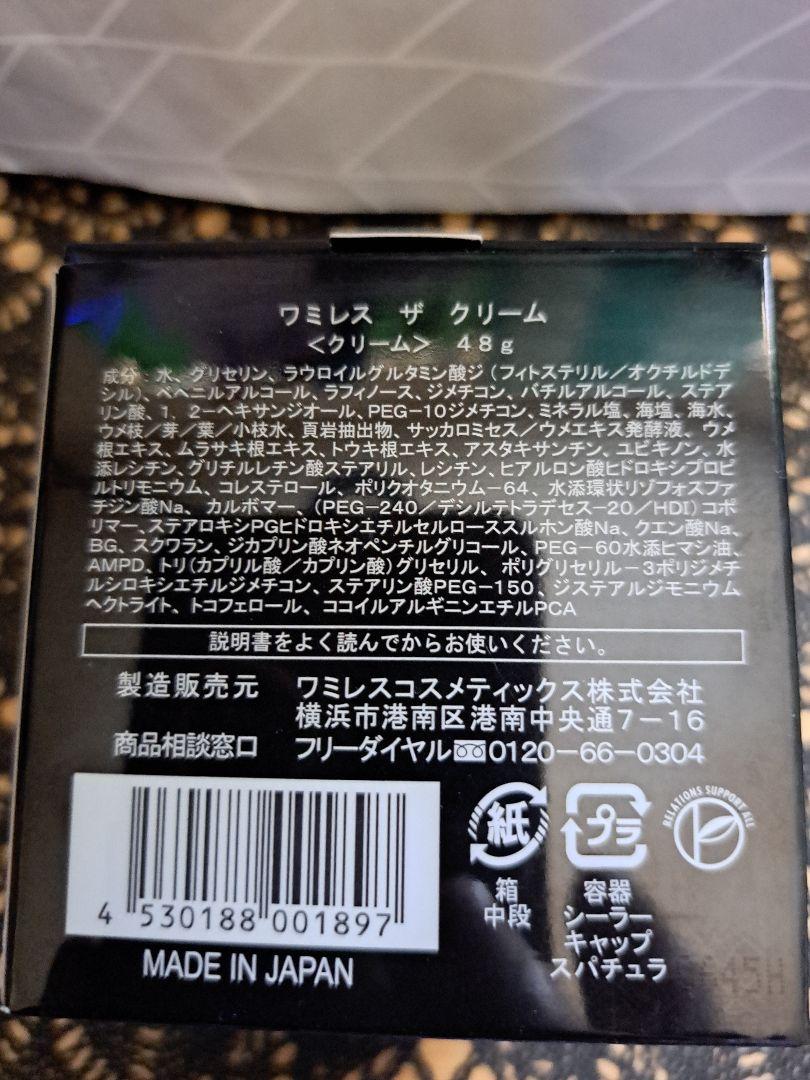 ワミレス ザ クリーム
<クリーム> 48g
成分:水、グリセリン、ラウロイルグルタミン酸ジ(フィトステリル/オクチルドデ
シル)、ベヘニルアルコール、ラフィノース、ジメチコン、バチルアルコール、ステア
リン酸、1、2-ヘキサンジオール、PEG-10ジメチコン、ミネラル塩、海塩、海水、
ウメ枝/芽/葉/小枝水、頁岩抽出物、サッカロミセス/ウメエキス発酵液、ウメ
根エキス、ムラサキ根エキス、トウキ根エキス、アスタキサンチン、ユビキノン、水
添レシチン、グリチルレチン酸ステアリル、レシチン、ヒアルロン酸ヒドロキシプロピ
ルトリモニウム、コレステロール、ポリクオタニウム-64、水添環状リゾフォスファ
チジン酸Na、カルボマー、(PEG-240/デシルテトラデセス-20/HDI)コポ
リマー、ステアロキシPGヒドロキシエチルセルローススルホン酸Na、クエン酸Na、
BG、スクワラン、ジカプリン酸ネオペンチルグリコール、PEG-60水添ヒマシ油、
AMPD、トリ(カプリル酸/カプリン酸)グリセリル、ポリグリセリル-3ポリジメチ
ルシロキシエチルジメチコン、ステアリン酸PEG-150、ジステアルジモニウム
ヘクトライト、トコフェロール、ココイルアルギニンエチルPCA
説明書をよく読んでからお使いください。
製造販売元 ワミレスコスメティックス株式会社
横浜市港南区港南中央通7-16
商品相談窓口 フリーダイヤル 0120-66-0304
紙 プラ RELATIONS SUPPORT ALL
箱
中段
容器
シーラー
キャップ
スパチュラ
4 530188 001897
MADE IN JAPAN